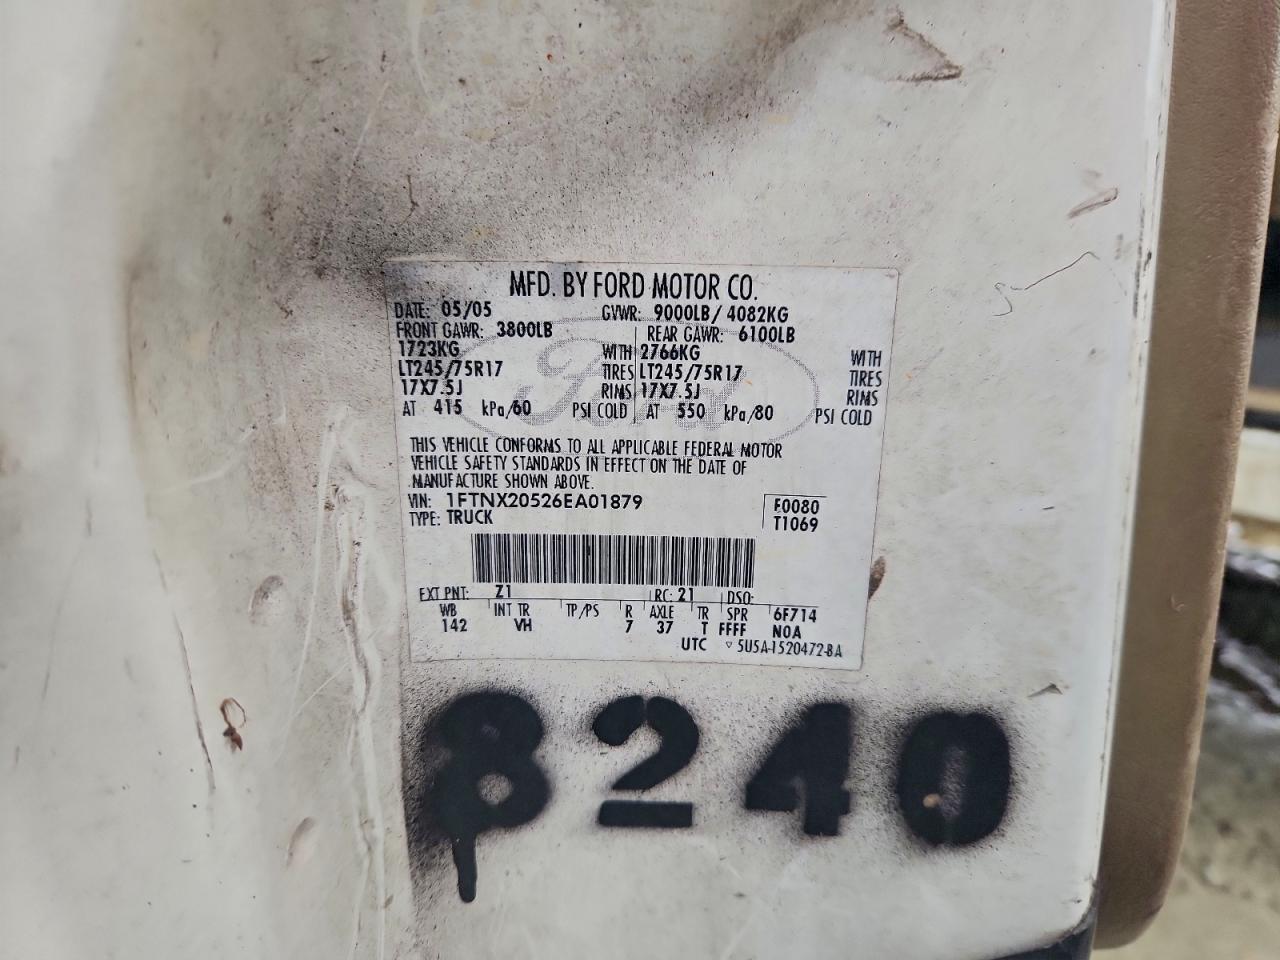 MFD. BY FORD MOTOR CO.
DATE: 05/05 GVWR: 9000LB/ 4082KG
FRONT GAWR: 3800LB REAR GAWR: 6100LB
1723KG WITH 2766KG WITH
LT245/75R17 TIRES LT245/75R17 TIRES
17X7.5J RIMS 17X7.5J RIMS
AT 415 kPa/60 PSI COLD AT 550 kPa/80 PSI COLD
Ford
THIS VEHICLE CONFORMS TO ALL APPLICABLE FEDERAL MOTOR
VEHICLE SAFETY STANDARDS IN EFFECT ON THE DATE OF
MANUFACTURE SHOWN ABOVE.
VIN: 1FTNX20526EA01879 F0080
TYPE: TRUCK T1069
EXT PNT: Z1 RC: 21 DSO:
WB INT TR TP/PS R AXLE TR SPR 6F714
142 VH 7 37 T FFFF NOA
UTC ▽ 5U5A-1520472-BA
8240